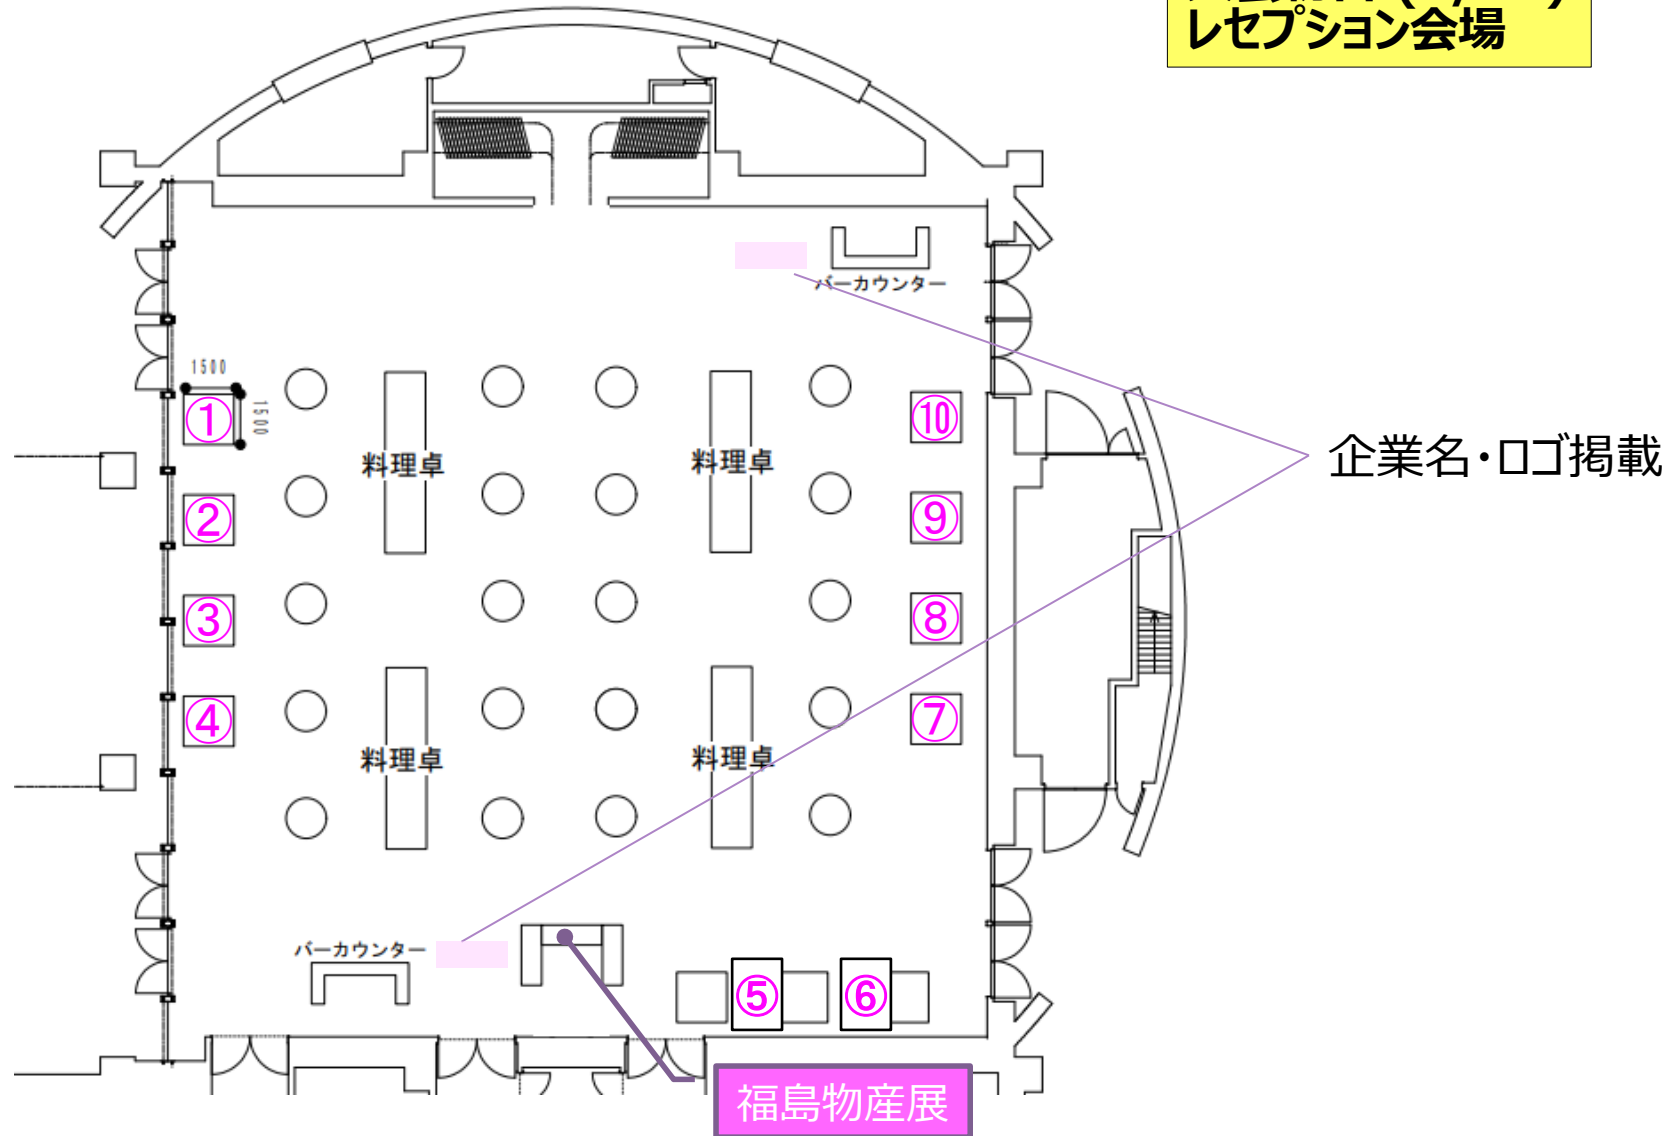 レセプション会場
バーカウンター
1500
1500
①
⑩
料理卓
料理卓
企業名・ロゴ掲載
②
⑨
③
⑧
④
⑦
料理卓
料理卓
バーカウンター
⑤
⑥
福島物産展